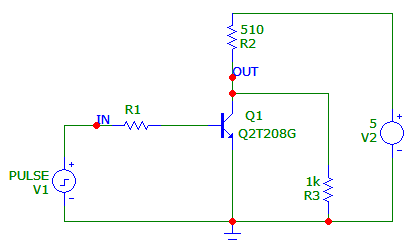 510
R2
OUT
IN
R1
Q1
Q2T208G
5
V2
PULSE
V1
1k
R3